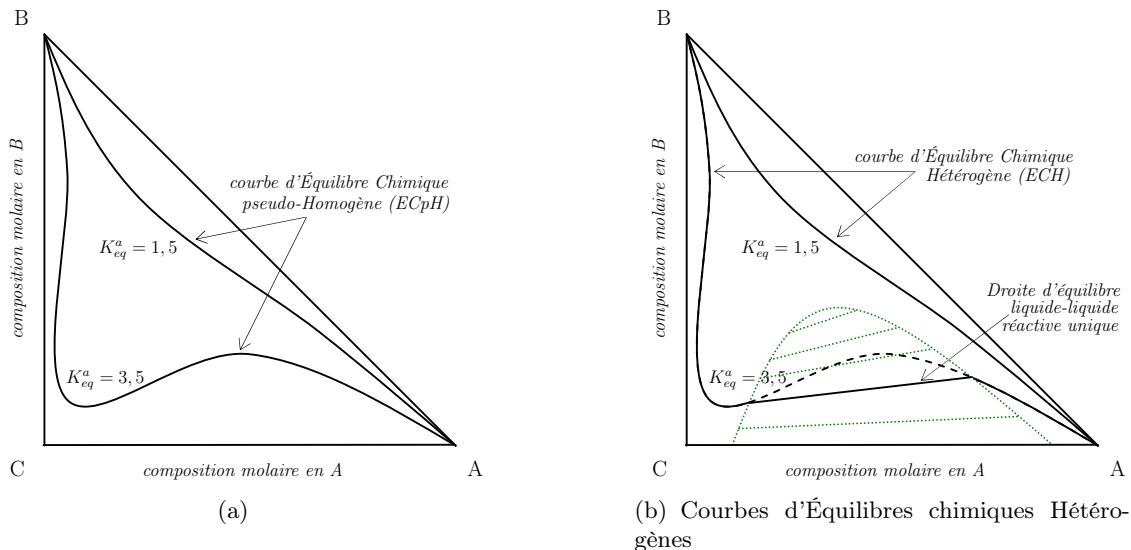 B
composition molaire en B
courbe d'Équilibre Chimique
pseudo-Homogène (ECpH)
K^a_eq = 1, 5
K^a_eq = 3, 5
C
composition molaire en A
A
(a)
B
composition molaire en B
courbe d'Équilibre Chimique
Hétérogène (ECH)
K^a_eq = 1, 5
Droite d'équilibre
liquide-liquide
réactive unique
K^a_eq = 3, 5
C
composition molaire en A
A
(b) Courbes d'Équilibres chimiques Hétéro-
gènes